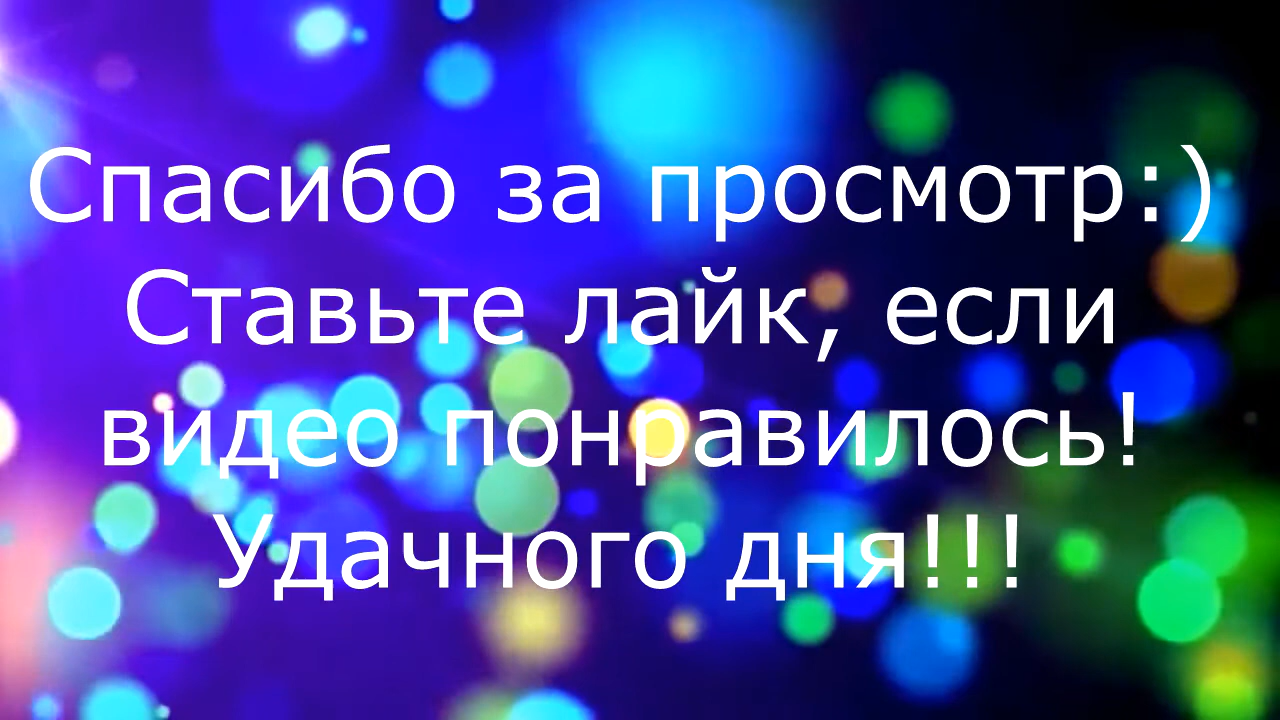 Спасибо за просмотр:)
Ставьте лайк, если
видео понравилось!
Удачного дня!!!